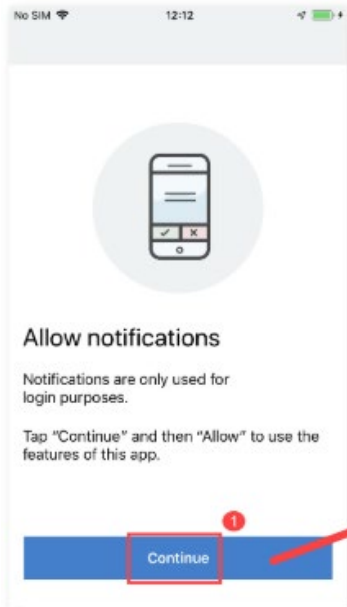 No SIM 12:12
Allow notifications
Notifications are only used for
login purposes.
Tap "Continue" and then "Allow" to use the
features of this app.
1
Continue